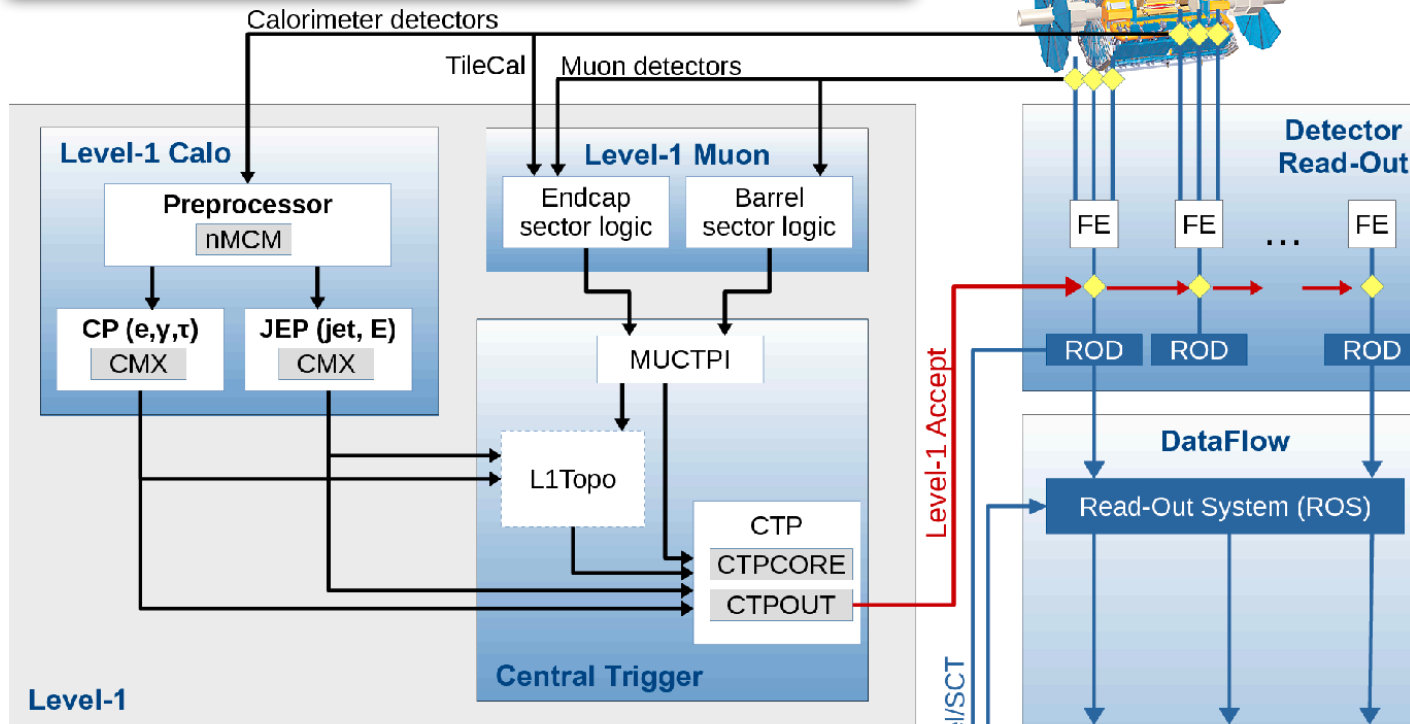 Calorimeter detectors
TileCal
Muon detectors
Level-1 Calo
Preprocessor
nMCM
CP (e,γ,τ)
CMX
JEP (jet, E)
CMX
Level-1 Muon
Endcap
sector logic
Barrel
sector logic
MUCTPI
L1Topo
CTP
CTPCORE
CTPOUT
Central Trigger
Level-1
Level-1 Accept
Detector
Read-Out
FE
FE
...
FE
ROD
ROD
ROD
DataFlow
Read-Out System (ROS)
/SCT